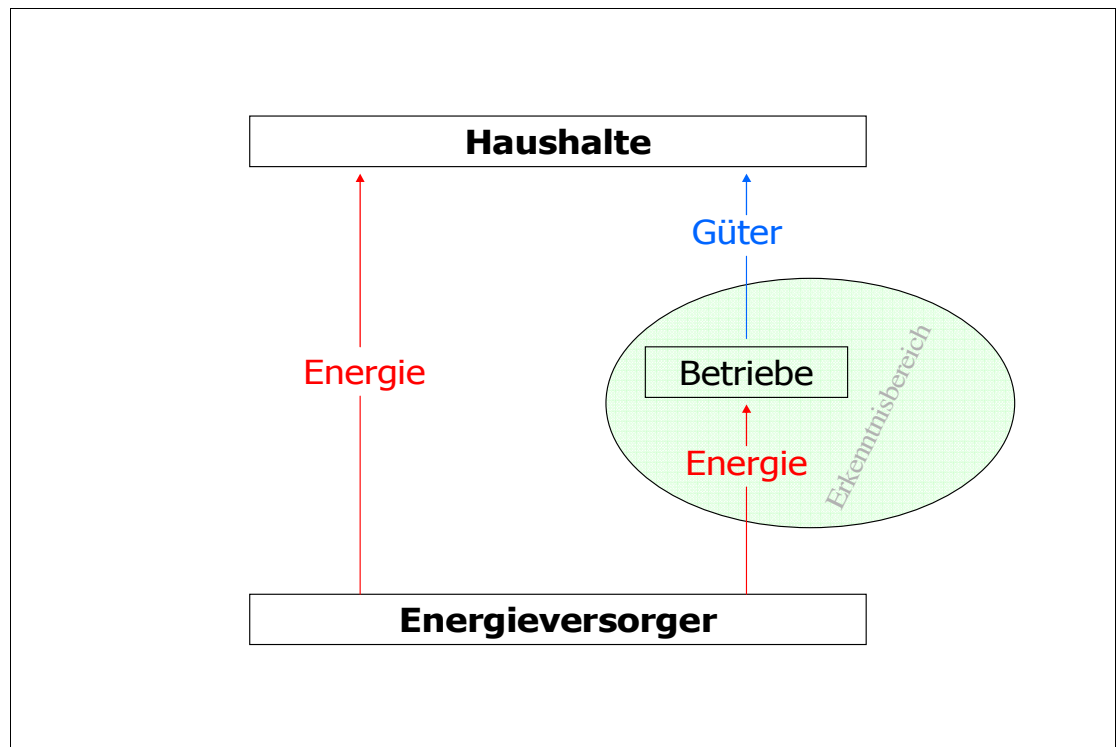 Haushalte
Güter
Energie
Betriebe
Energie
Erkenntnisbereich
Energieversorger